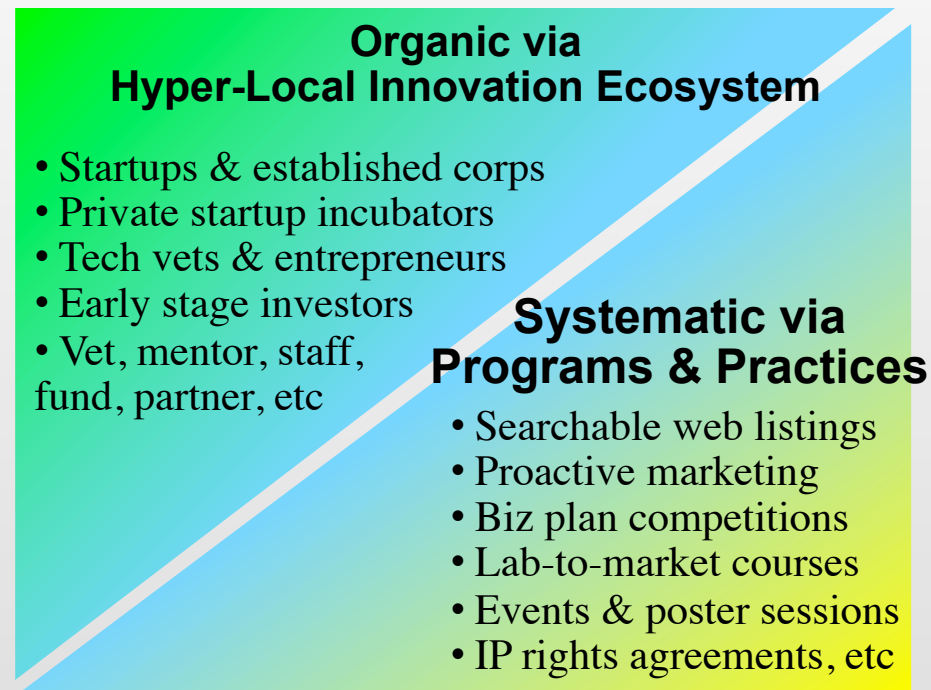 Organic via
Hyper-Local Innovation Ecosystem
• Startups & established corps
• Private startup incubators
• Tech vets & entrepreneurs
• Early stage investors
• Vet, mentor, staff,
fund, partner, etc
Systematic via
Programs & Practices
• Searchable web listings
• Proactive marketing
• Biz plan competitions
• Lab-to-market courses
• Events & poster sessions
• IP rights agreements, etc